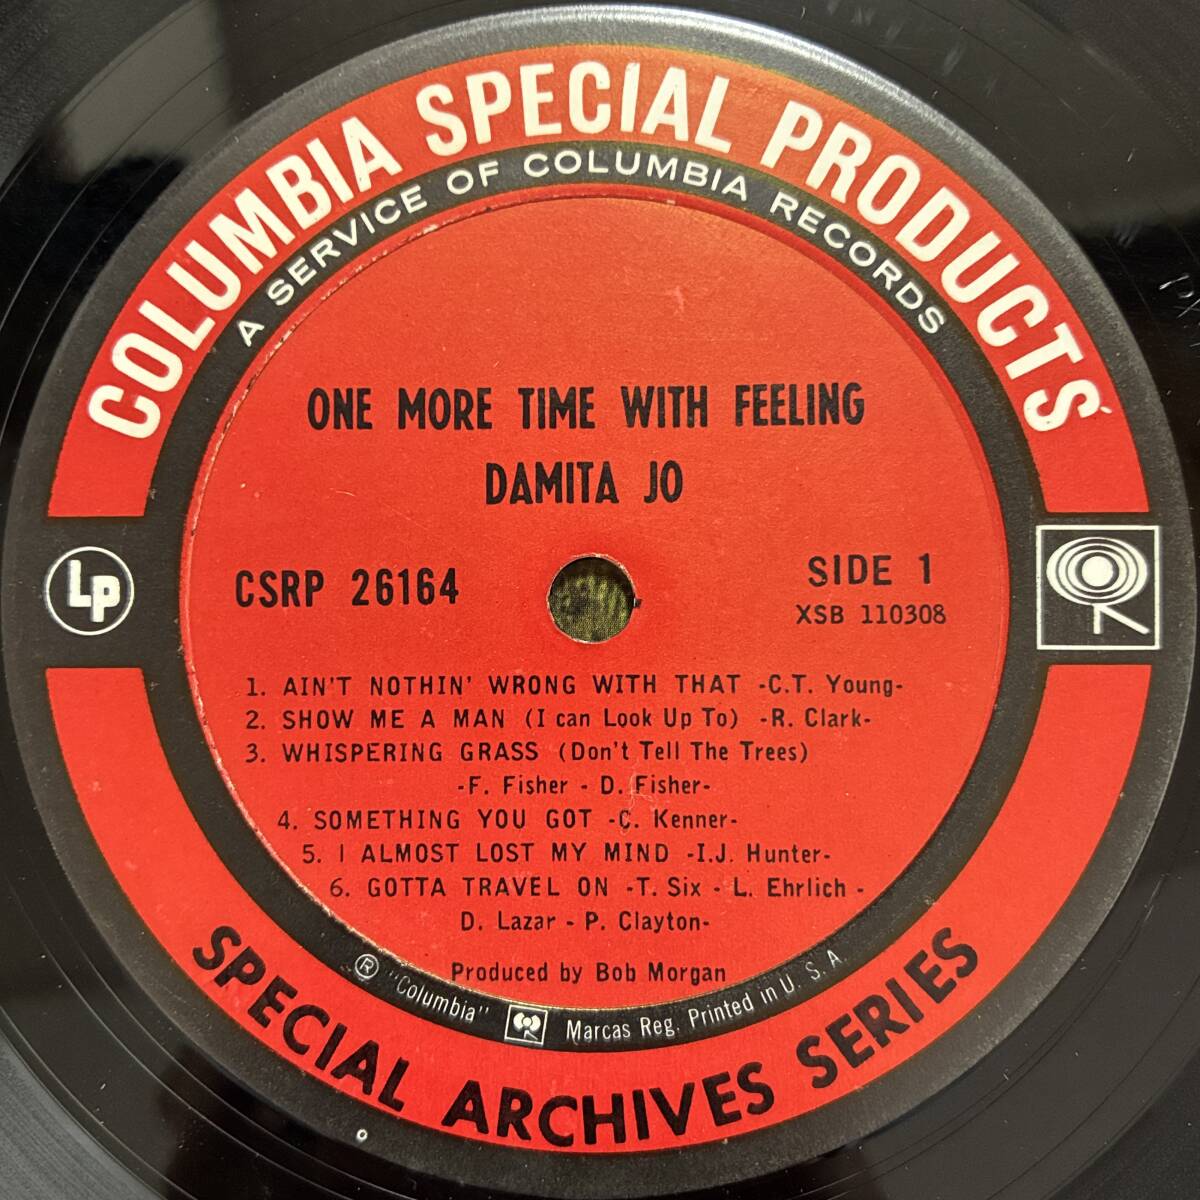 COLUMBIA SPECIAL PRODUCTS
A SERVICE OF COLUMBIA RECORDS
ONE MORE TIME WITH FEELING
DAMITA JO
LP
CSRP 26164
SIDE 1
XSB 110308
1. AIN'T NOTHIN' WRONG WITH THAT -C.T. Young-
2. SHOW ME A MAN (I can Look Up To) -R. Clark-
3. WHISPERING GRASS (Don't Tell The Trees)
-F. Fisher - D. Fisher-
4. SOMETHING YOU GOT -C. Kenner-
5. I ALMOST LOST MY MIND -I.J. Hunter-
6. GOTTA TRAVEL ON -T. Six - L. Ehrlich -
D. Lazar - P. Clayton-
Produced by Bob Morgan
® "Columbia" Marcas Reg. Printed in U. S. A
SPECIAL ARCHIVES SERIES